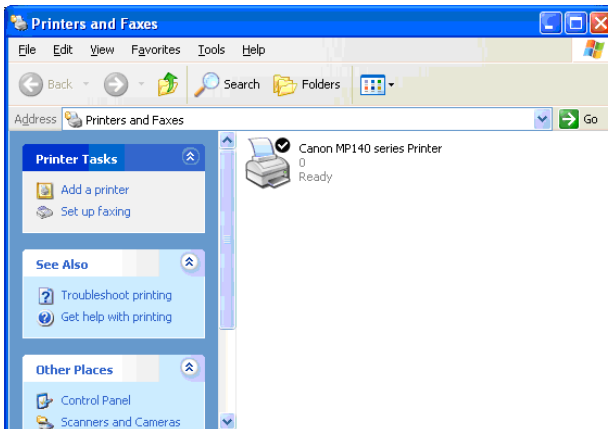 Printers and Faxes
File Edit View Favorites Tools Help
Back Search Folders
Address Printers and Faxes Go
Printer Tasks
Add a printer
Set up faxing
See Also
Troubleshoot printing
Get help with printing
Other Places
Control Panel
Scanners and Cameras
Canon MP140 series Printer
0
Ready